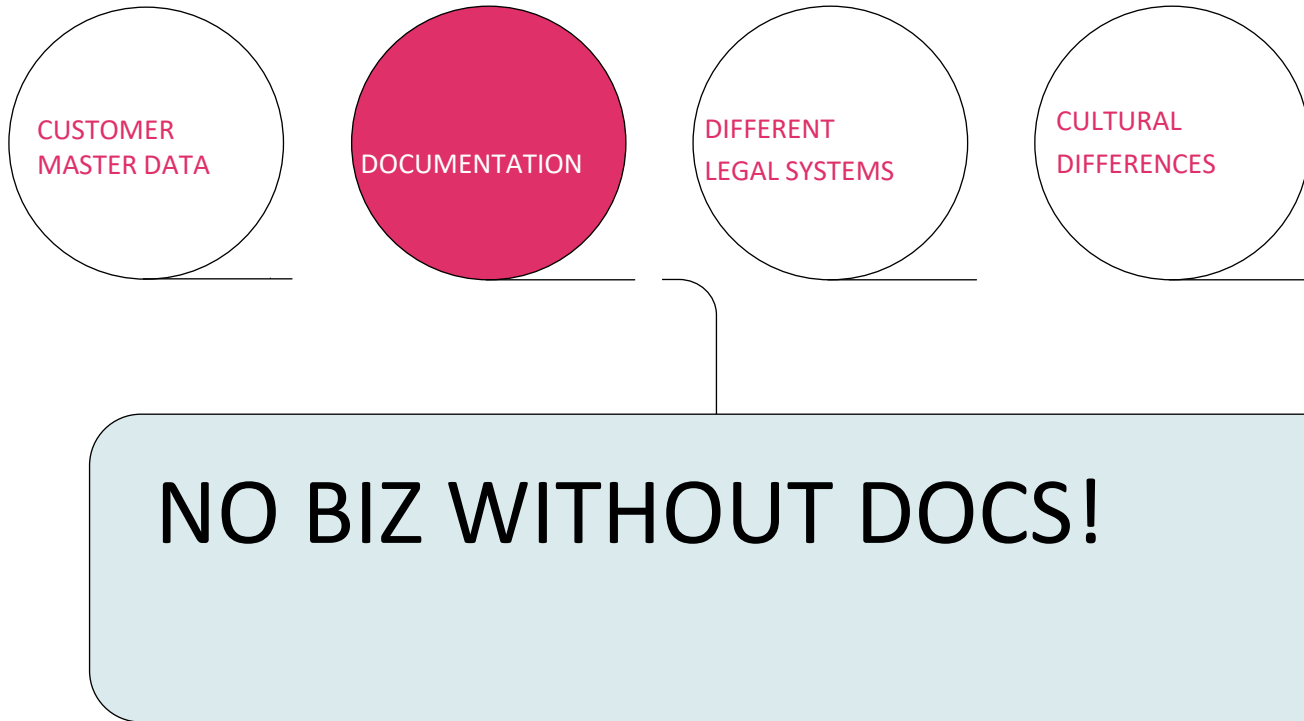 CUSTOMER
MASTER DATA
DOCUMENTATION
DIFFERENT
LEGAL SYSTEMS
CULTURAL
DIFFERENCES
NO BIZ WITHOUT DOCS!